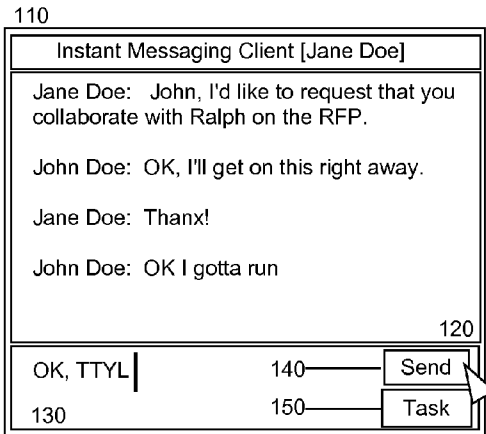 110
Instant Messaging Client [Jane Doe]
Jane Doe: John, I'd like to request that you
collaborate with Ralph on the RFP.
John Doe: OK, I'll get on this right away.
Jane Doe: Thanx!
John Doe: OK I gotta run
120
OK, TTYL
140 Send
130
150 Task